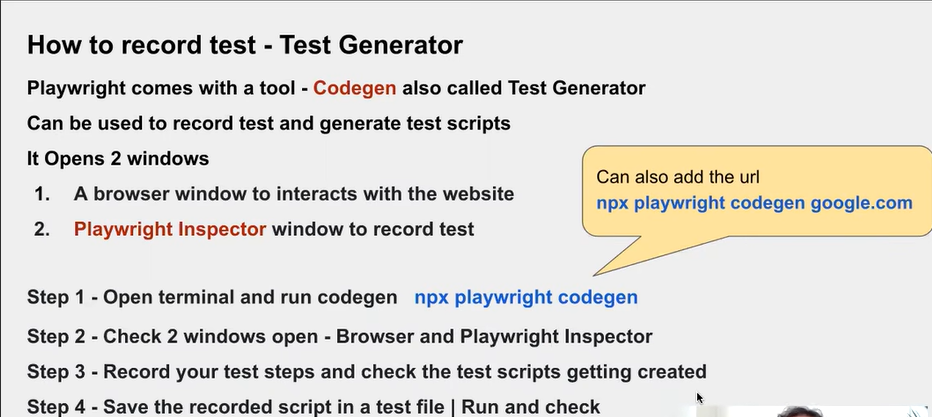 How to record test - Test Generator
Playwright comes with a tool - Codegen also called Test Generator
Can be used to record test and generate test scripts
It Opens 2 windows
1. A browser window to interacts with the website
2. Playwright Inspector window to record test
Can also add the url
npx playwright codegen google.com
Step 1 - Open terminal and run codegen npx playwright codegen
Step 2 - Check 2 windows open - Browser and Playwright Inspector
Step 3 - Record your test steps and check the test scripts getting created
Step 4 - Save the recorded script in a test file | Run and check